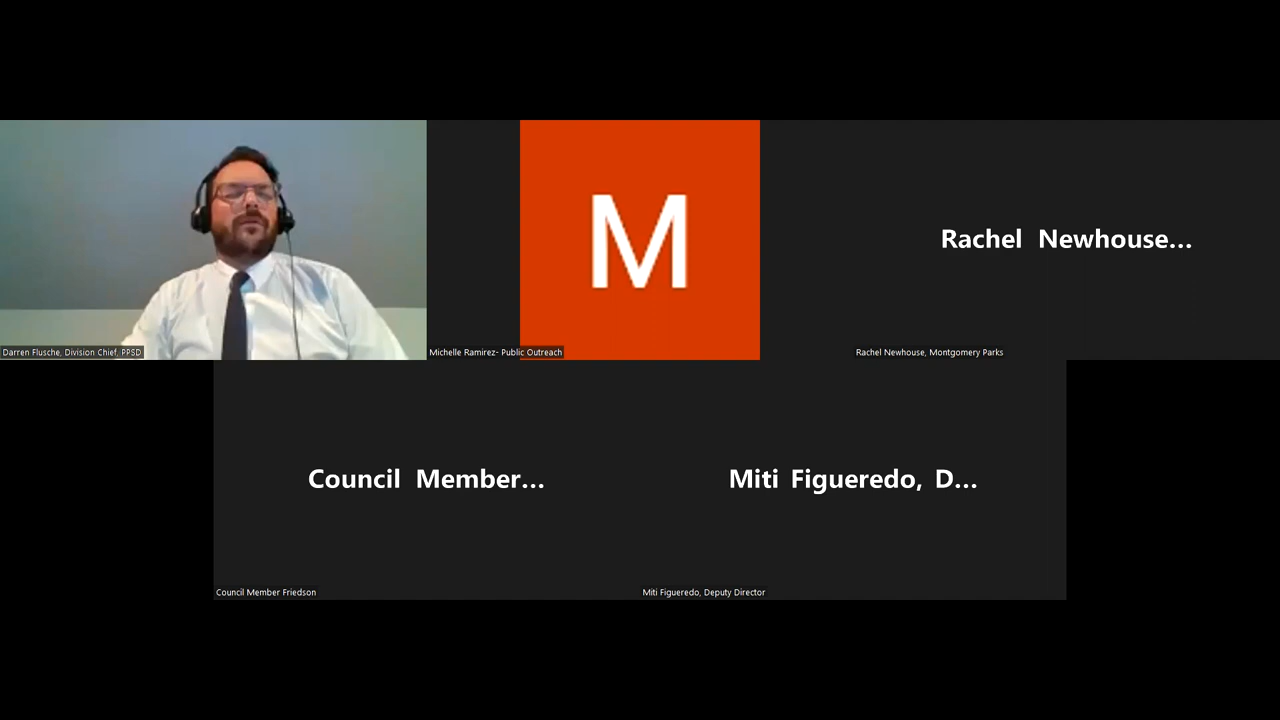 M
Rachel Newhouse...
Darren Flusche, Division Chief, PPSD
Michelle Ramirez- Public Outreach
Rachel Newhouse, Montgomery Parks
Council Member...
Miti Figueredo, D...
Council Member Friedson
Miti Figueredo, Deputy Director